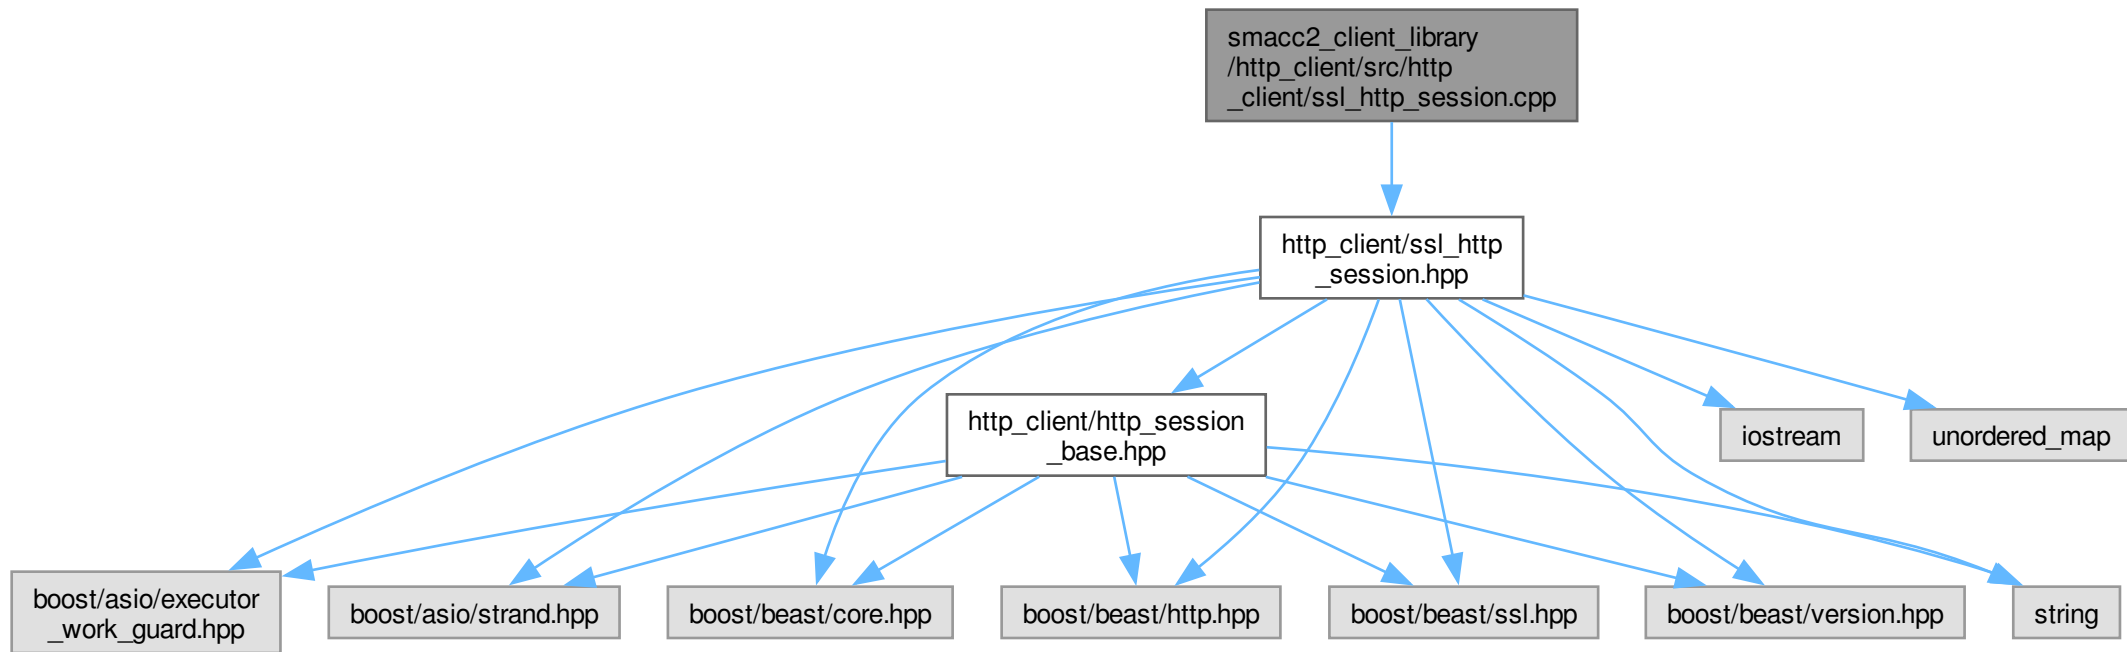 smacc2_client_library
/http_client/src/http
_client/ssl_http_session.cpp
http_client/ssl_http
_session.hpp
http_client/http_session
_base.hpp
iostream
unordered_map
boost/asio/executor
_work_guard.hpp
boost/asio/strand.hpp
boost/beast/core.hpp
boost/beast/http.hpp
boost/beast/ssl.hpp
boost/beast/version.hpp
string